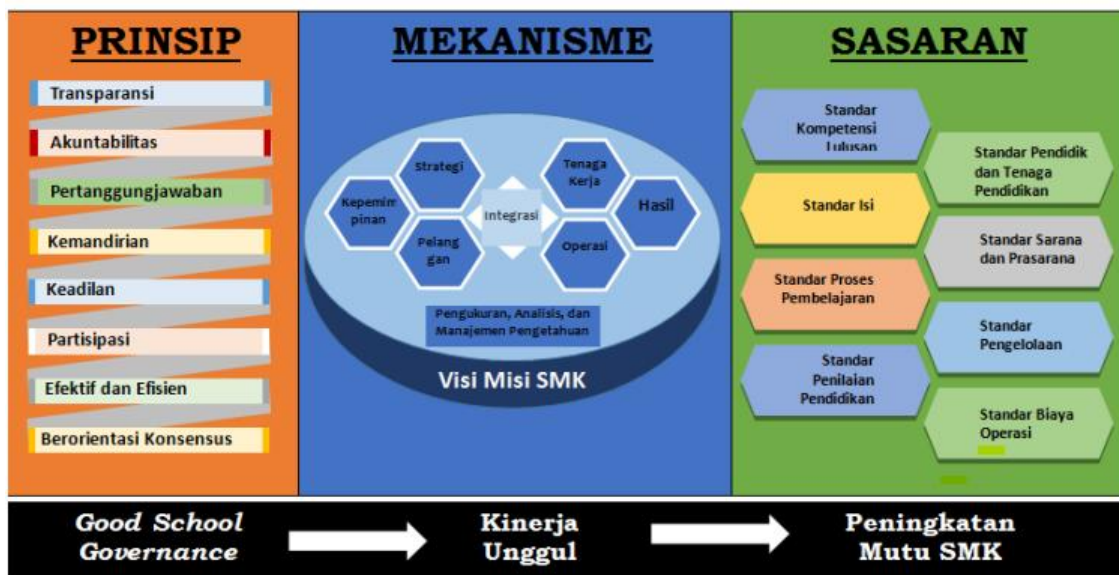 PRINSIP
Transparansi
Akuntabilitas
Pertanggungjawaban
Kemandirian
Keadilan
Partisipasi
Efektif dan Efisien
Berorientasi Konsensus
MEKANISME
Kepemim
pinan
Strategi
Pelang
gan
Integrasi
Tenaga
Kerja
Operasi
Hasil
Pengukuran, Analisis, dan
Manajemen Pengetahuan
Visi Misi SMK
SASARAN
Standar
Kompetensi
Lulusan
Standar Isi
Standar Proses
Pembelajaran
Standar
Penilaian
Pendidikan
Standar Pendidik
dan Tenaga
Pendidikan
Standar Sarana
dan Prasarana
Standar
Pengelolaan
Standar Biaya
Operasi
Good School
Governance
Kinerja
Unggul
Peningkatan
Mutu SMK